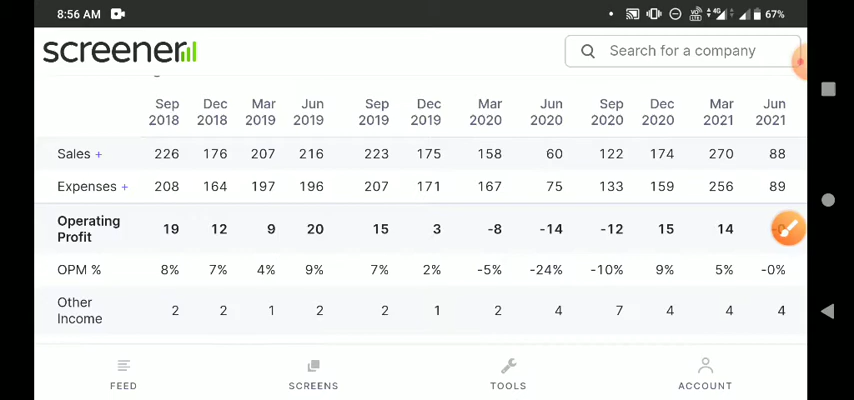 8:56 AM 4G 67%
screener Search for a company
Sep Dec Mar Jun Sep Dec Mar Jun Sep Dec Mar Jun
2018 2018 2019 2019 2019 2019 2020 2020 2020 2020 2021 2021
Sales + 226 176 207 216 223 175 158 60 122 174 270 88
Expenses + 208 164 197 196 207 171 167 75 133 159 256 89
Operating
Profit 19 12 9 20 15 3 -8 -14 -12 15 14
OPM % 8% 7% 4% 9% 7% 2% -5% -24% -10% 9% 5% -0%
Other
Income 2 2 1 2 2 1 2 4 7 4 4 4
FEED SCREENS TOOLS ACCOUNT